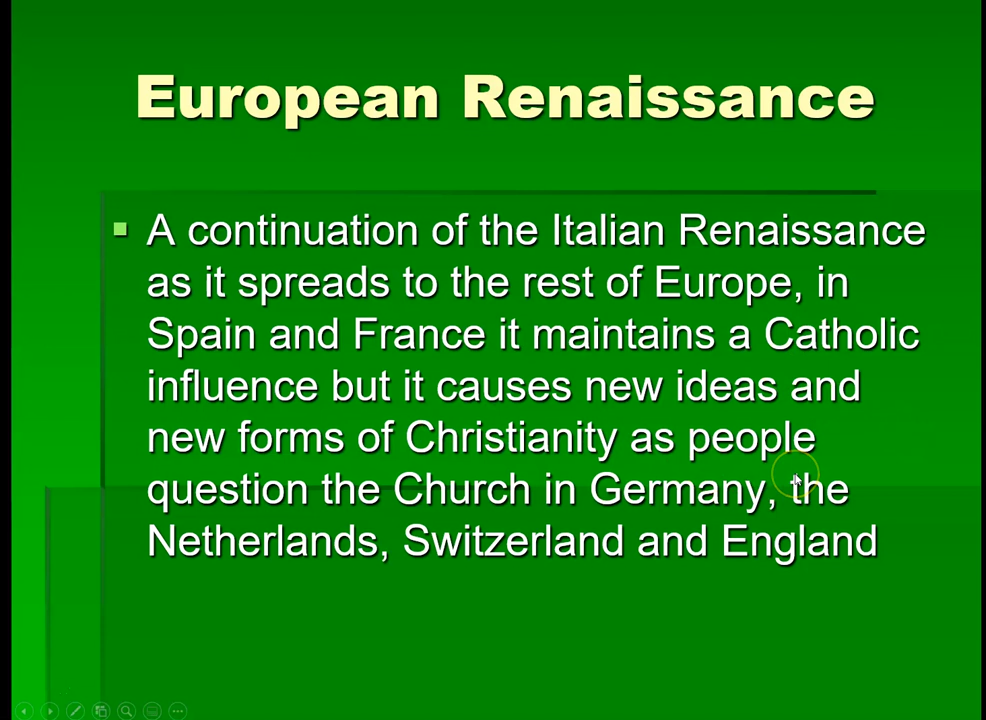 European Renaissance
A continuation of the Italian Renaissance
as it spreads to the rest of Europe, in
Spain and France it maintains a Catholic
influence but it causes new ideas and
new forms of Christianity as people
question the Church in Germany, the
Netherlands, Switzerland and England